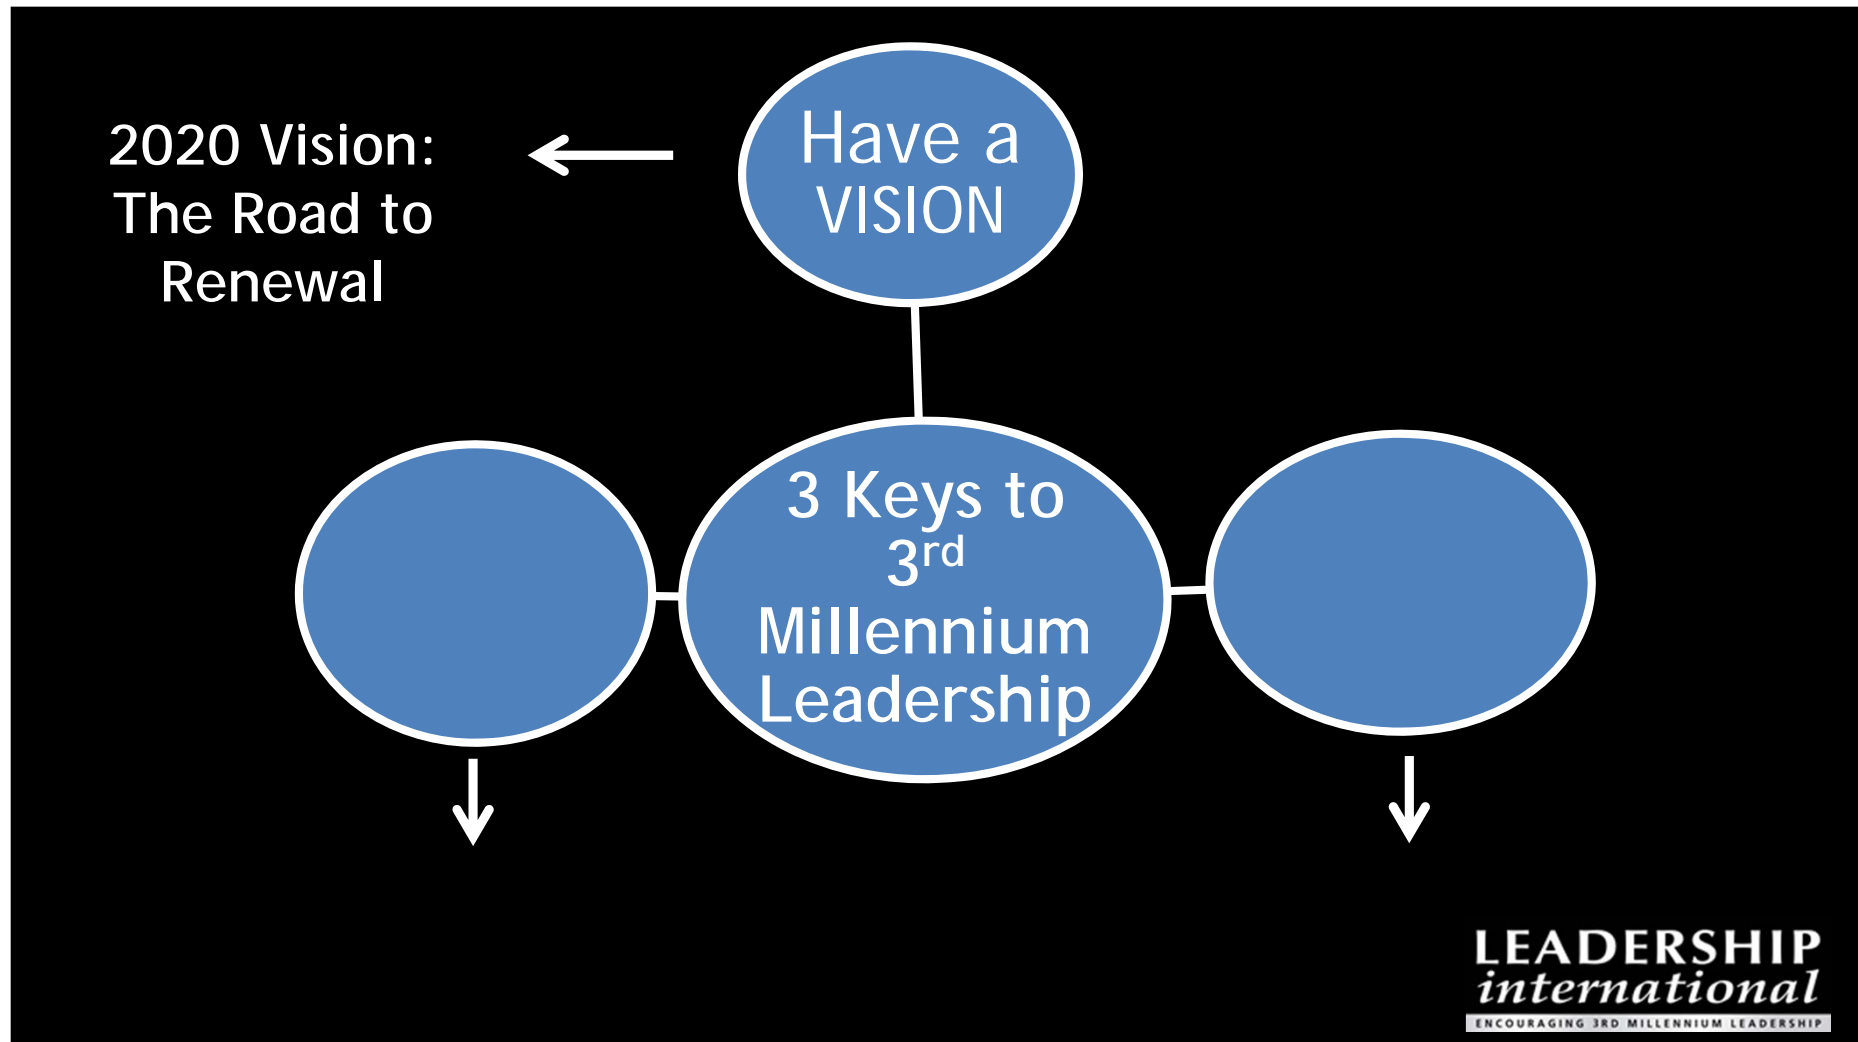 Have a
VISION
2020 Vision:
The Road to
Renewal
3 Keys to
3rd
Millennium
Leadership
LEADERSHIP
international
ENCOURAGING 3RD MILLENNIUM LEADERSHIP